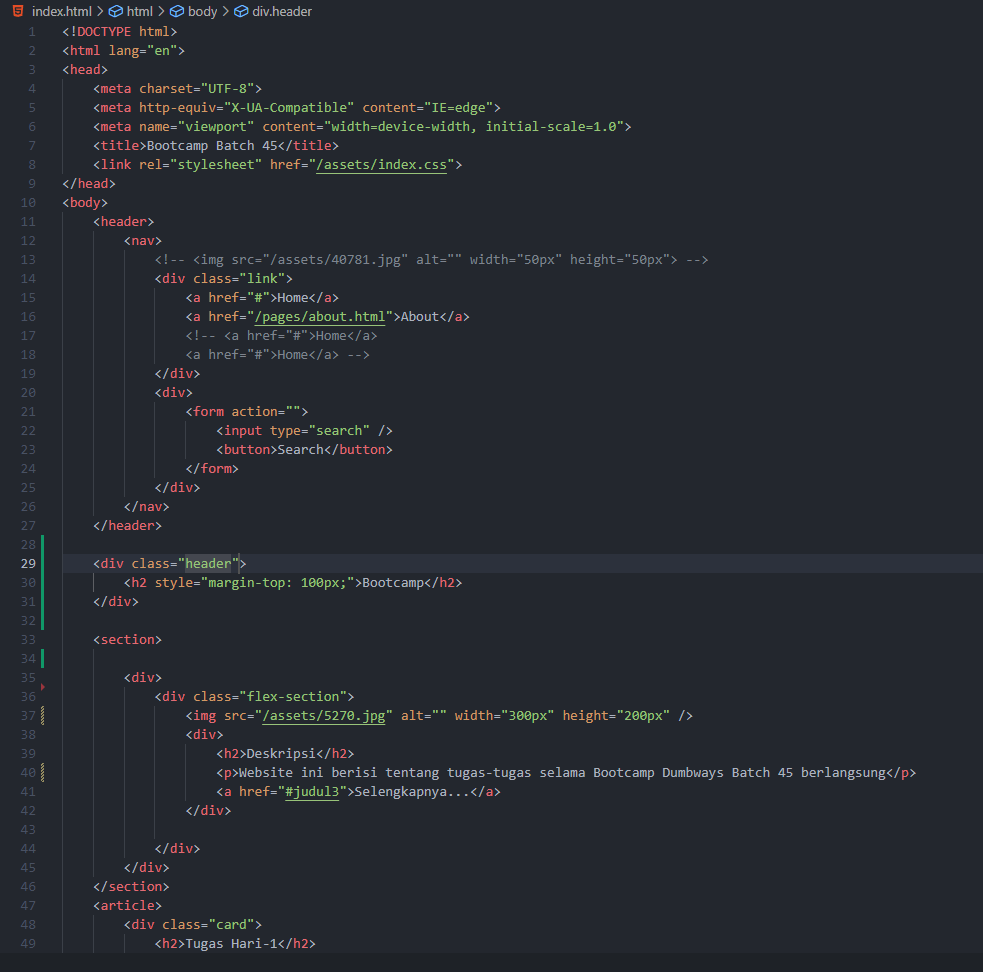 index.html > html > body > div.header
1 <!DOCTYPE html>
2 <html lang="en">
3 <head>
4     <meta charset="UTF-8">
5     <meta http-equiv="X-UA-Compatible" content="IE=edge">
6     <meta name="viewport" content="width=device-width, initial-scale=1.0">
7     <title>Bootcamp Batch 45</title>
8     <link rel="stylesheet" href="/assets/index.css">
9 </head>
10 <body>
11     <header>
12         <nav>
13             <!-- <img src="/assets/40781.jpg" alt="" width="50px" height="50px"> -->
14             <div class="link">
15                 <a href="#">Home</a>
16                 <a href="/pages/about.html">About</a>
17                 <!-- <a href="#">Home</a>
18                 <a href="#">Home</a> -->
19             </div>
20             <div>
21                 <form action="">
22                     <input type="search" />
23                     <button>Search</button>
24                 </form>
25             </div>
26         </nav>
27     </header>
28
29     <div class="header">
30         <h2 style="margin-top: 100px;">Bootcamp</h2>
31     </div>
32
33     <section>
34
35         <div>
36             <div class="flex-section">
37                 <img src="/assets/5270.jpg" alt="" width="300px" height="200px" />
38                 <div>
39                     <h2>Deskripsi</h2>
40                     <p>Website ini berisi tentang tugas-tugas selama Bootcamp Dumbways Batch 45 berlangsung</p>
41                     <a href="#judul3">Selengkapnya...</a>
42                 </div>
43
44             </div>
45         </div>
46     </section>
47     <article>
48         <div class="card">
49             <h2>Tugas Hari-1</h2>